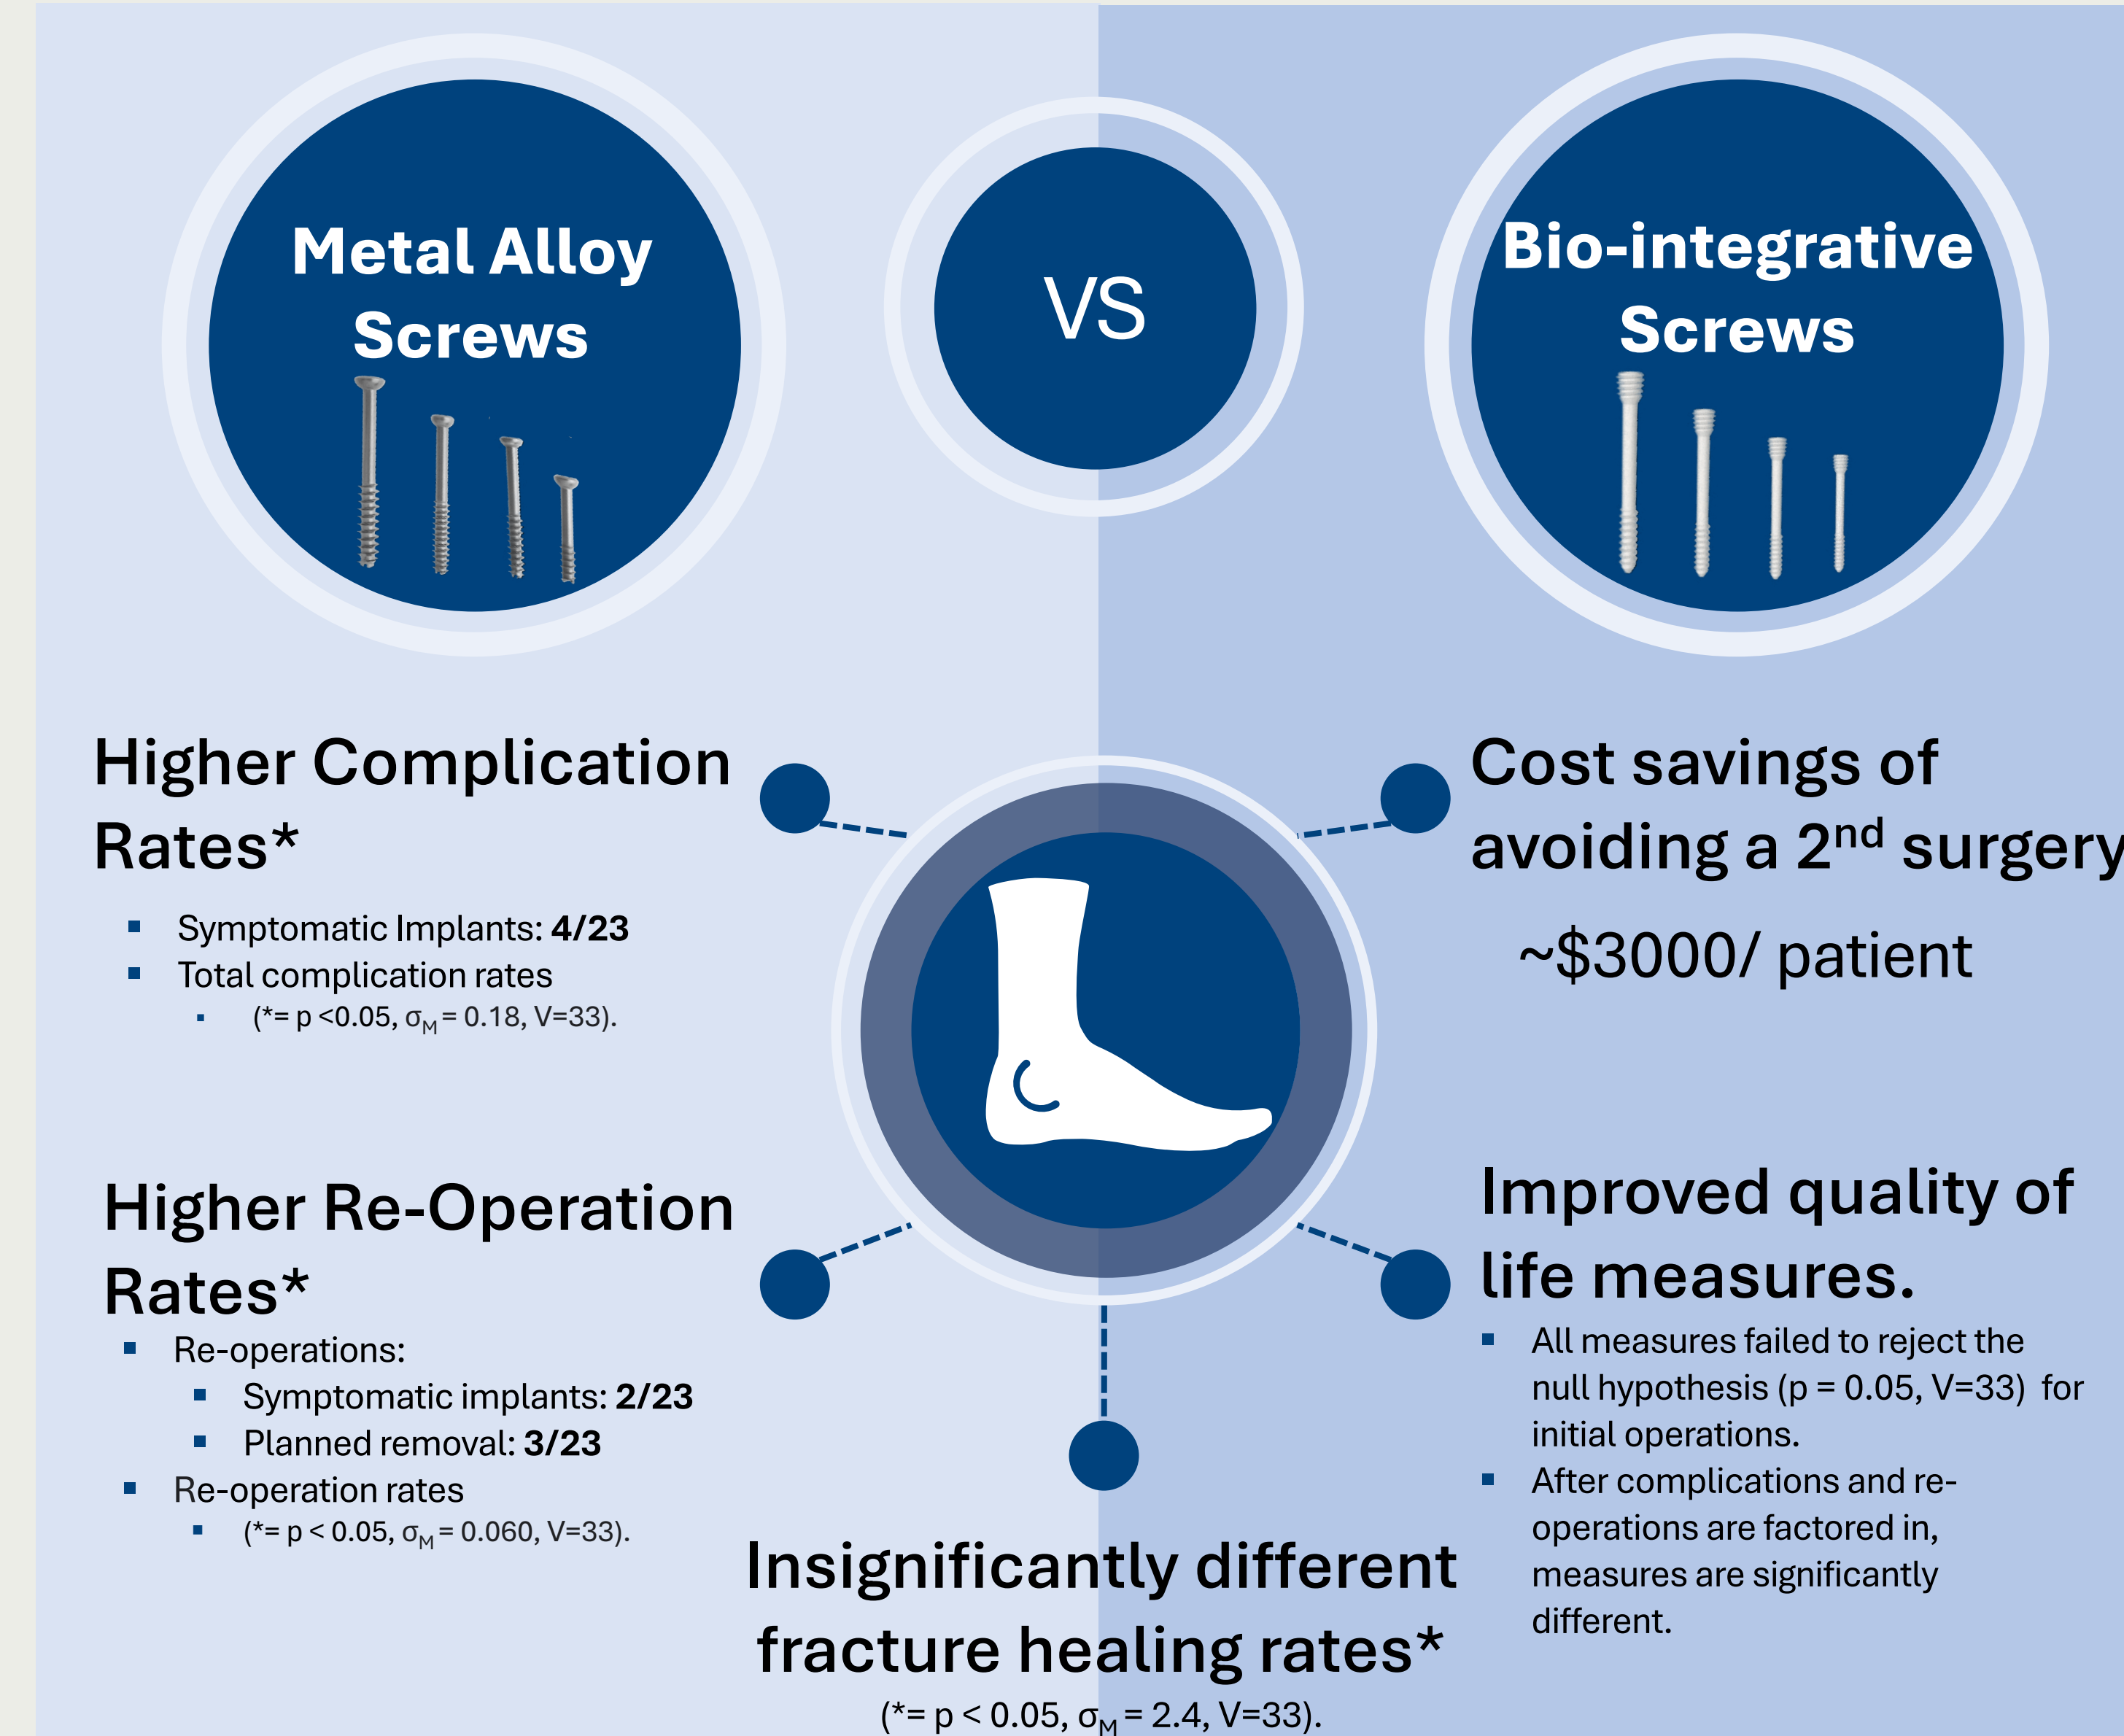 Metal Alloy
Screws
VS
Bio-integrative
Screws
Higher Complication
Rates*
▪ Symptomatic Implants: 4/23
▪ Total complication rates
▪ (*= p <0.05, σM = 0.18, V=33).
Higher Re-Operation
Rates*
▪ Re-operations:
▪ Symptomatic implants: 2/23
▪ Planned removal: 3/23
▪ Re-operation rates
▪ (*= p < 0.05, σM = 0.060, V=33).
Cost savings of
avoiding a 2nd surgery
~$3000/ patient
Improved quality of
life measures.
▪ All measures failed to reject the
null hypothesis (p = 0.05, V=33) for
initial operations.
▪ After complications and re-
operations are factored in,
measures are significantly
different.
Insignificantly different
fracture healing rates*
(*= p < 0.05, σM = 2.4, V=33).